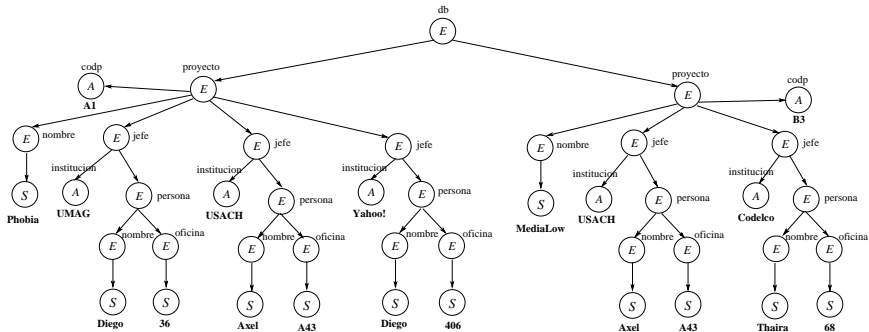 db
E
proyecto
proyecto
codp
codp
A
E
E
A
A1
B3
E nombre
E jefe
E jefe
E jefe
E nombre
E jefe
E jefe
institucion
institucion
institucion
institucion
institucion
S
A
E persona
A
E persona
A
E persona
S
A
E persona
A
E persona
Phobia
UMAG
USACH
Yahoo!
MediaLow
USACH
Codelco
E nombre
E oficina
E nombre
E oficina
E nombre
E oficina
E nombre
E oficina
E nombre
E oficina
S
S
S
S
S
S
S
S
S
S
Diego
36
Axel
A43
Diego
406
Axel
A43
Thaira
68